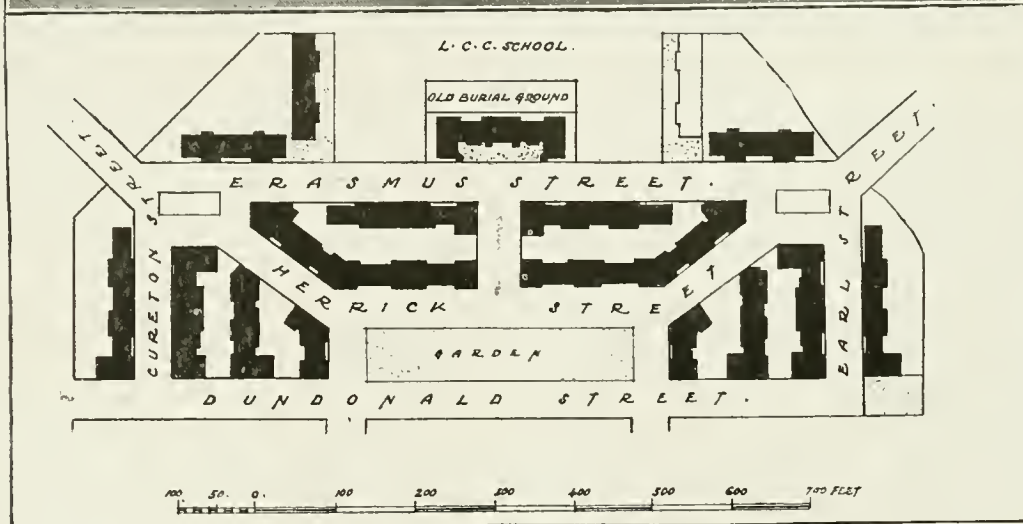 L.C.C. SCHOOL.
OLD BURIAL GROUND
ERASMUS STREET.
CURETON STREET
HERRICK STREET
EARL STREET
GARDEN
DUNDONALD STREET.
100 50. 0. 100 200 300 400 500 600 700 FEET